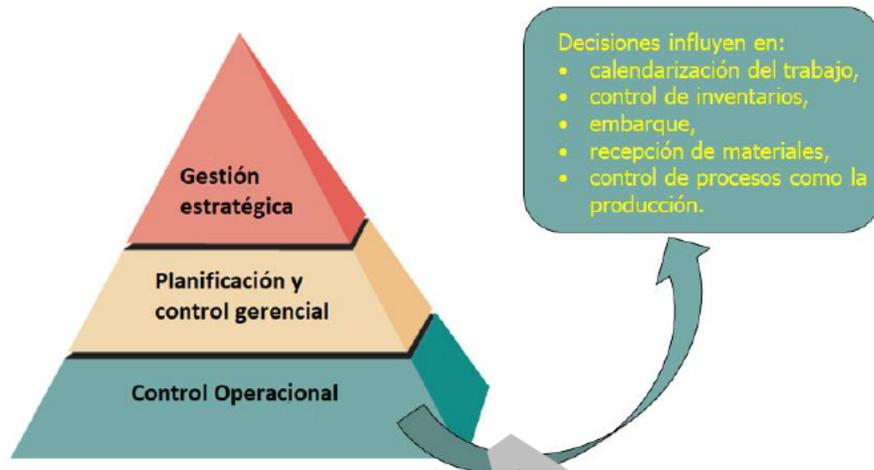 Gestión
estratégica
Planificación y
control gerencial
Control Operacional
Decisiones influyen en:
• calendarización del trabajo,
• control de inventarios,
• embarque,
• recepción de materiales,
• control de procesos como la
producción.